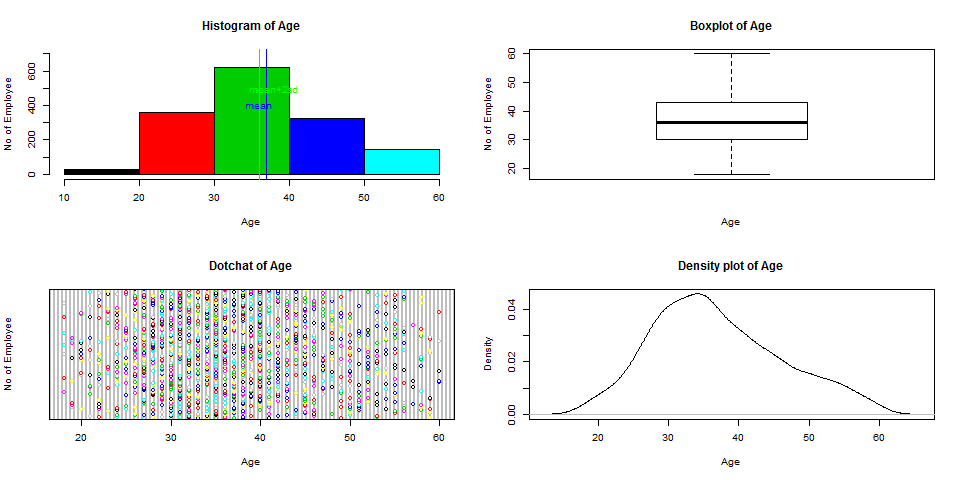 Histogram of Age
No of Employee
600
400
200
0
mean+2sd
mean
10 20 30 40 50 60
Age
Boxplot of Age
No of Employee
60
50
40
30
20
Age
Dotchat of Age
No of Employee
20 30 40 50 60
Age
Density plot of Age
Density
0.04
0.02
0.00
20 30 40 50 60
Age